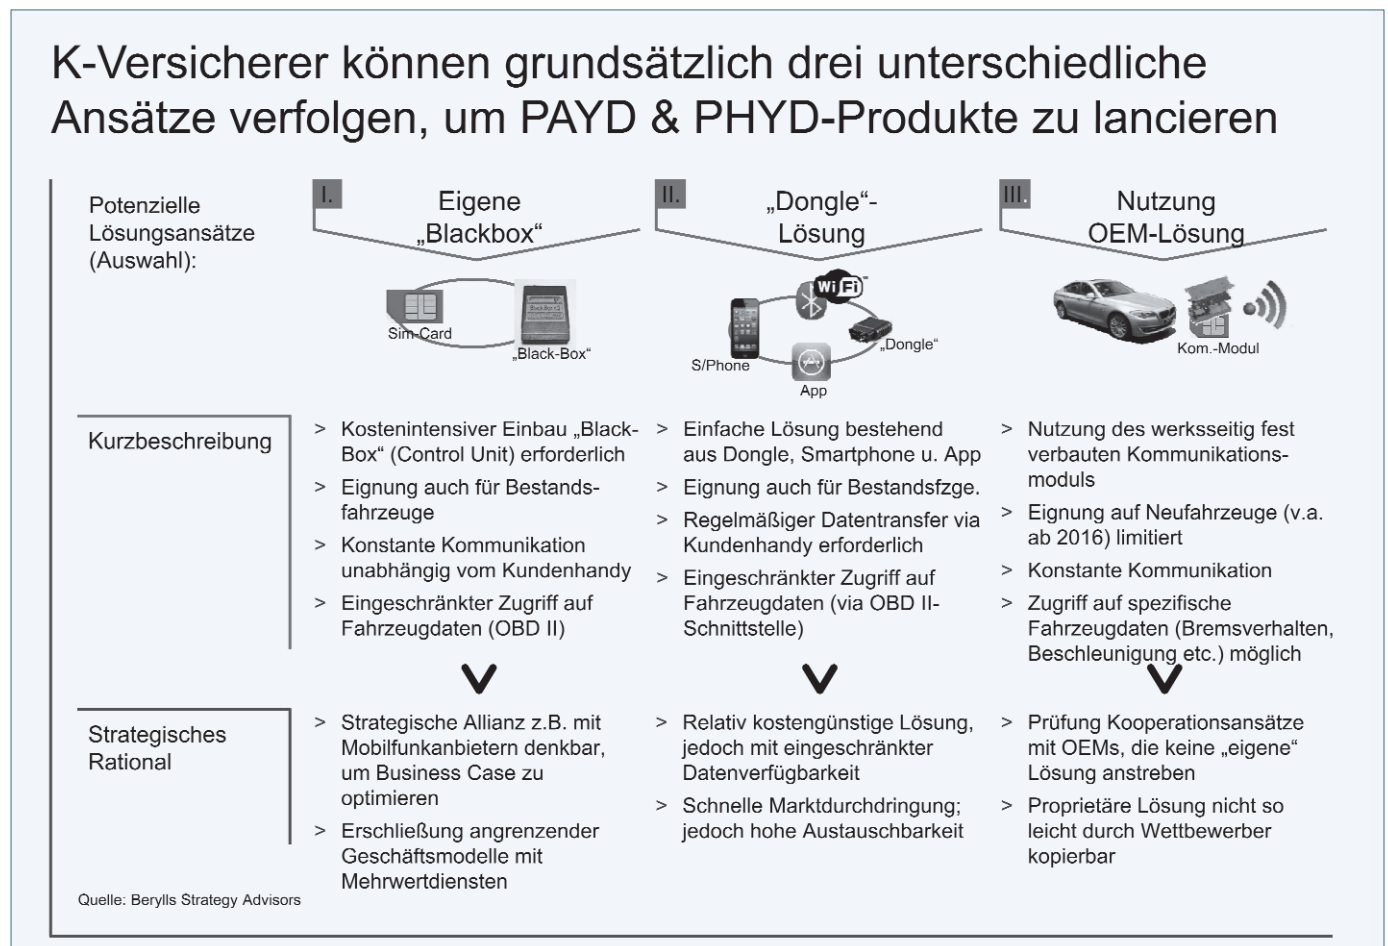 K-Versicherer können grundsätzlich drei unterschiedliche
Ansätze verfolgen, um PAYD & PHYD-Produkte zu lancieren
Potenzielle
Lösungsansätze
(Auswahl):
I.
Eigene
„Blackbox“
Sim-Card
Black-Box
„Black-Box“
II.
„Dongle“-
Lösung
WiFi
S/Phone
„Dongle“
App
III.
Nutzung
OEM-Lösung
Kom.-Modul
Kurzbeschreibung
> Kostenintensiver Einbau „Black-
Box“ (Control Unit) erforderlich
> Eignung auch für Bestands-
fahrzeuge
> Konstante Kommunikation
unabhängig vom Kundenhandy
> Eingeschränkter Zugriff auf
Fahrzeugdaten (OBD II)
> Einfache Lösung bestehend
aus Dongle, Smartphone u. App
> Eignung auch für Bestandsfzge.
> Regelmäßiger Datentransfer via
Kundenhandy erforderlich
> Eingeschränkter Zugriff auf
Fahrzeugdaten (via OBD II-
Schnittstelle)
> Nutzung des werksseitig fest
verbauten Kommunikations-
moduls
> Eignung auf Neufahrzeuge (v.a.
ab 2016) limitiert
> Konstante Kommunikation
> Zugriff auf spezifische
Fahrzeugdaten (Bremsverhalten,
Beschleunigung etc.) möglich
Strategisches
Rational
> Strategische Allianz z.B. mit
Mobilfunkanbietern denkbar,
um Business Case zu
optimieren
> Erschließung angrenzender
Geschäftsmodelle mit
Mehrwertdiensten
> Relativ kostengünstige Lösung,
jedoch mit eingeschränkter
Datenverfügbarkeit
> Schnelle Marktdurchdringung;
jedoch hohe Austauschbarkeit
> Prüfung Kooperationsansätze
mit OEMs, die keine „eigene“
Lösung anstreben
> Proprietäre Lösung nicht so
leicht durch Wettbewerber
kopierbar
Quelle: Berylls Strategy Advisors